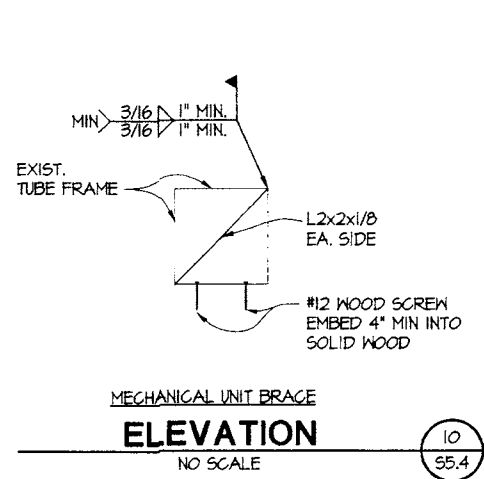 MIN 3/16 1" MIN.
3/16 1" MIN.
EXIST.
TUBE FRAME
L2x2x1/8
EA. SIDE
#12 WOOD SCREW
EMBED 4" MIN INTO
SOLID WOOD
MECHANICAL UNIT BRACE
ELEVATION
NO SCALE
10
S5.4